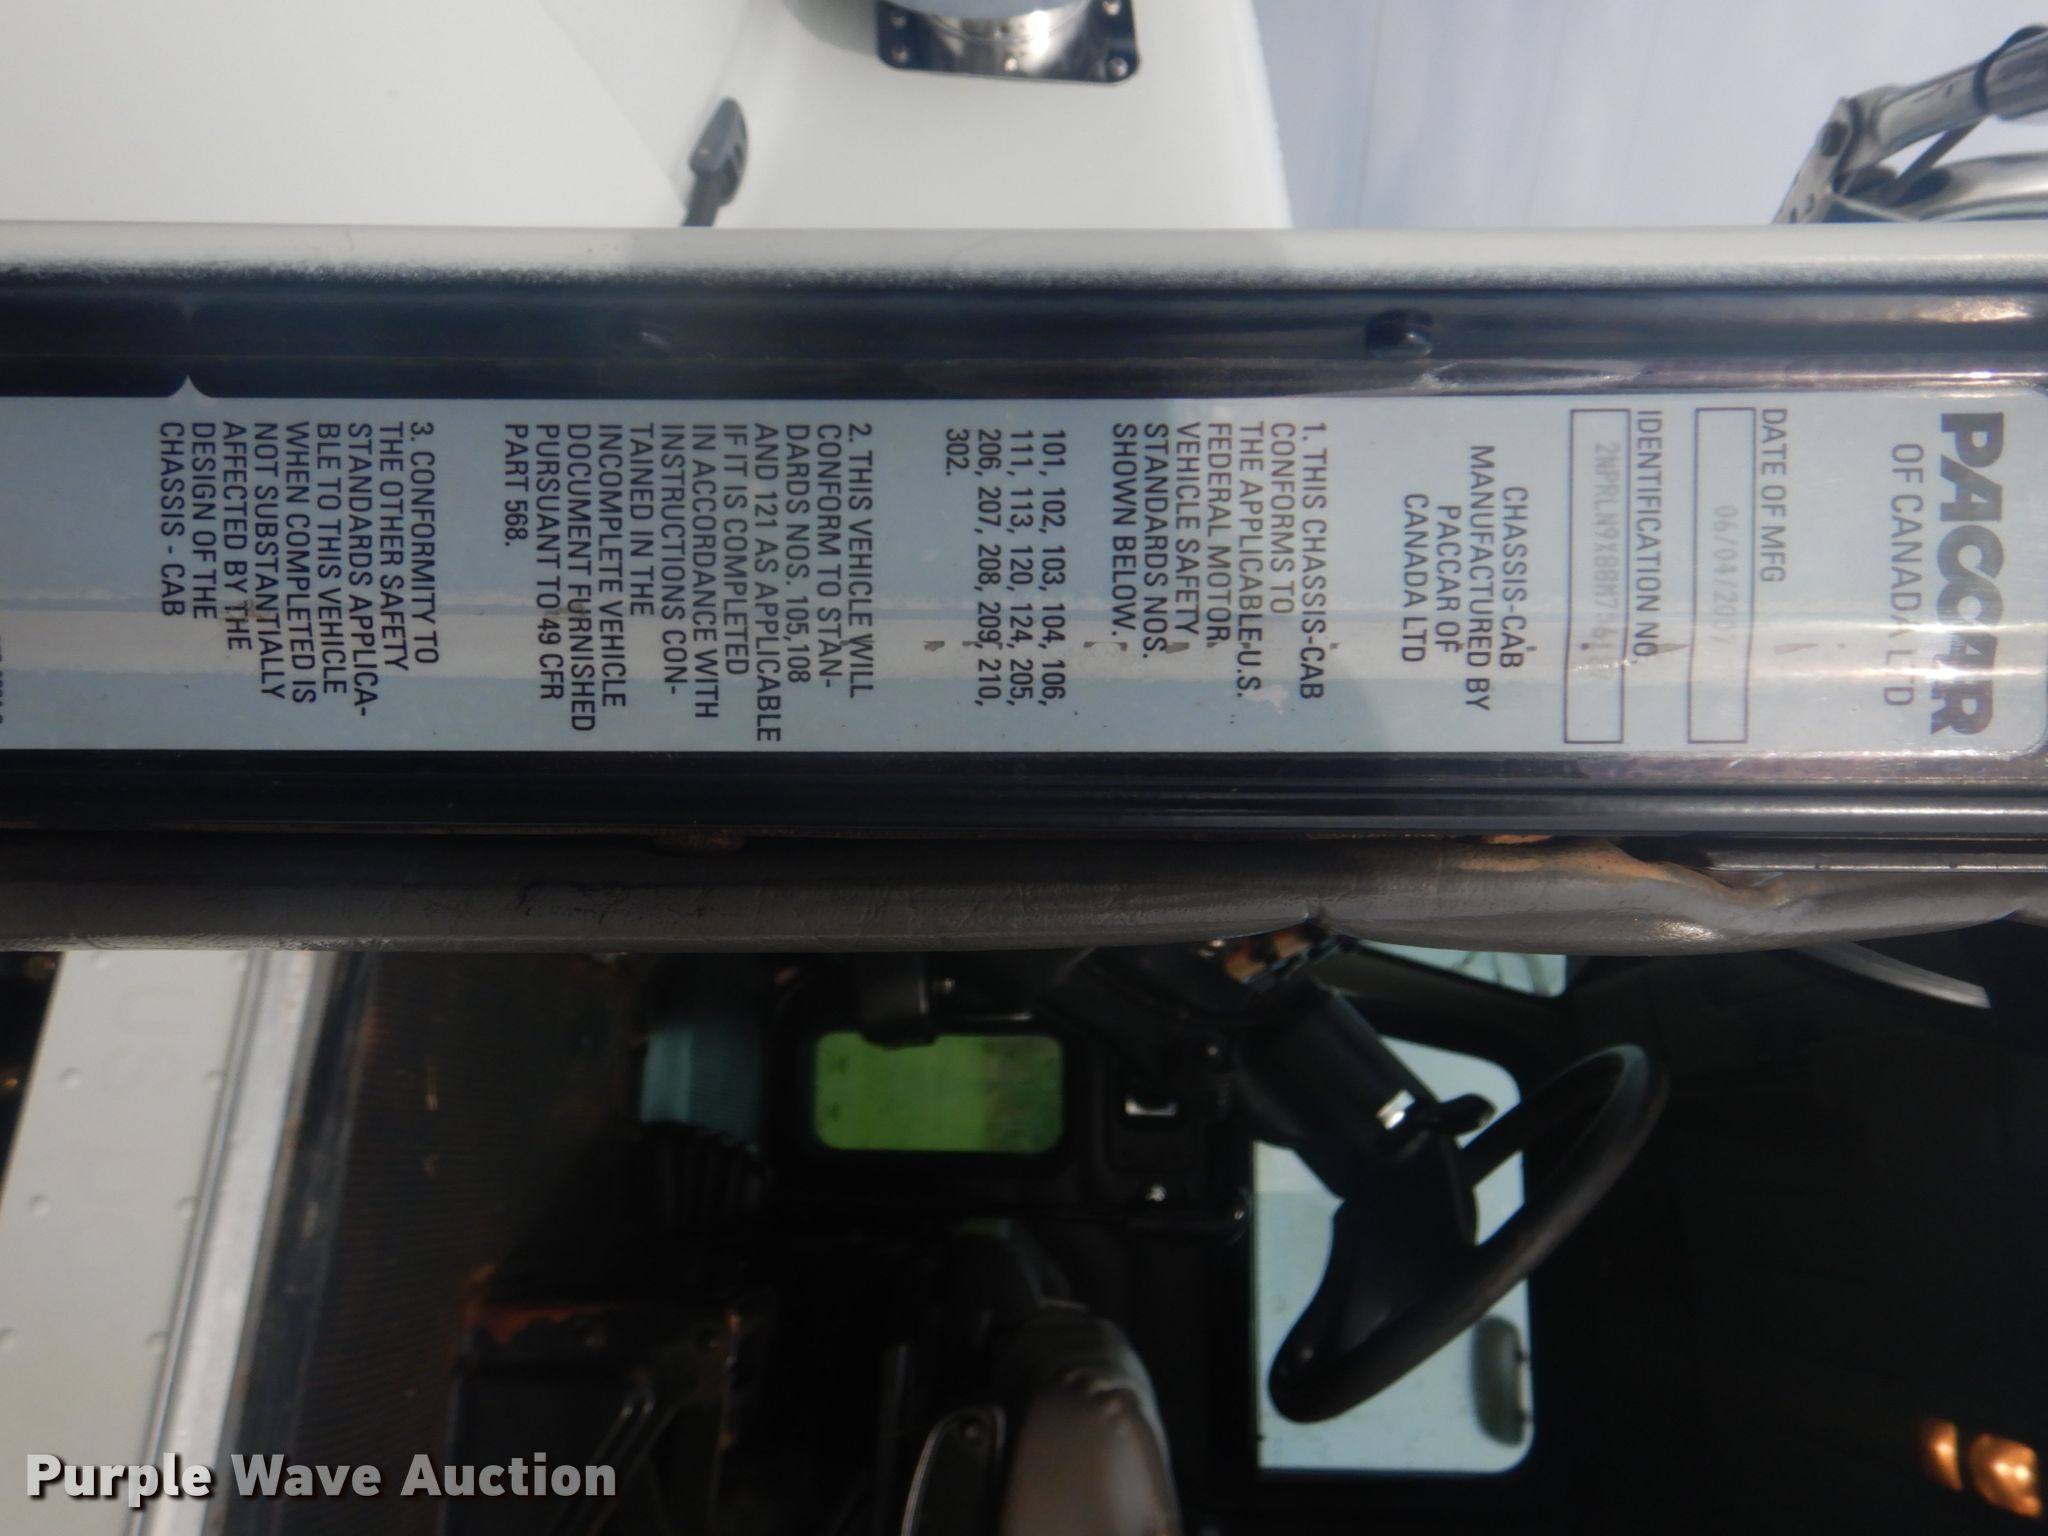 PACCAR
OF CANADA LTD
DATE OF MFG
06/04/2007
IDENTIFICATION NO.
CHASSIS-CAB
MANUFACTURED BY
PACCAR OF
CANADA LTD
1. THIS CHASSIS-CAB
CONFORMS TO
THE APPLICABLE U.S.
FEDERAL MOTOR
VEHICLE SAFETY
STANDARDS NOS.
SHOWN BELOW.
101, 102, 103, 104, 106,
111, 113, 120, 124, 205,
206, 207, 208, 209, 210,
302.
2. THIS VEHICLE WILL
CONFORM TO STAN-
DARDS NOS. 105,108
AND 121 AS APPLICABLE
IF IT IS COMPLETED
IN ACCORDANCE WITH
INSTRUCTIONS CON-
TAINED IN THE
INCOMPLETE VEHICLE
DOCUMENT FURNISHED
PURSUANT TO 49 CFR
PART 568.
3. CONFORMITY TO
THE OTHER SAFETY
STANDARDS APPLICA-
BLE TO THIS VEHICLE
WHEN COMPLETED IS
NOT SUBSTANTIALLY
AFFECTED BY THE
DESIGN OF THE
CHASSIS - CAB
Purple Wave Auction